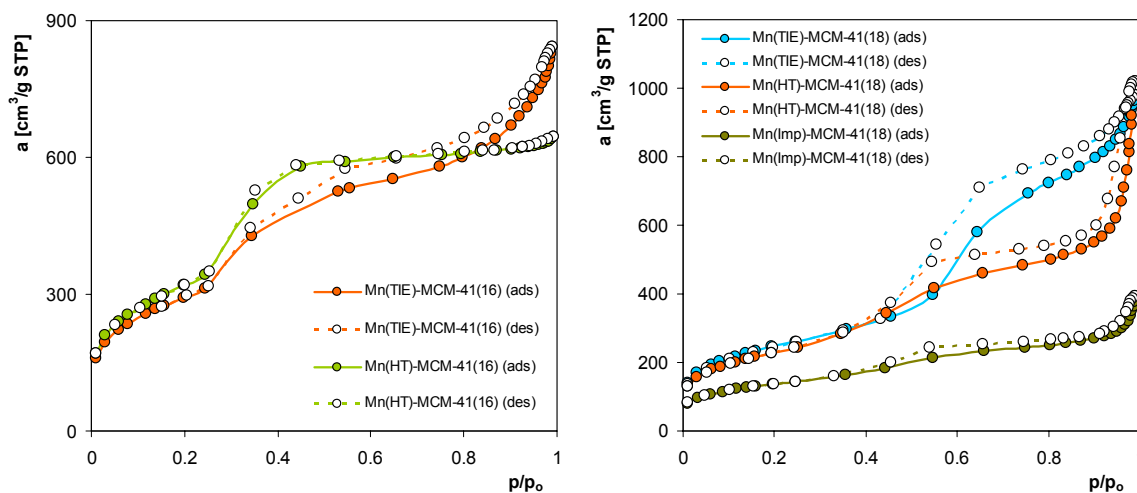 a [cm³/g STP]
900
600
300
0
0
0.2
0.4
0.6
0.8
1
p/pₒ
Mn(TIE)-MCM-41(16) (ads)
Mn(TIE)-MCM-41(16) (des)
Mn(HT)-MCM-41(16) (ads)
Mn(HT)-MCM-41(16) (des)
a [cm³/g STP]
1200
1000
800
600
400
200
0
0
0.2
0.4
0.6
0.8
p/pₒ
Mn(TIE)-MCM-41(18) (ads)
Mn(TIE)-MCM-41(18) (des)
Mn(HT)-MCM-41(18) (ads)
Mn(HT)-MCM-41(18) (des)
Mn(Imp)-MCM-41(18) (ads)
Mn(Imp)-MCM-41(18) (des)